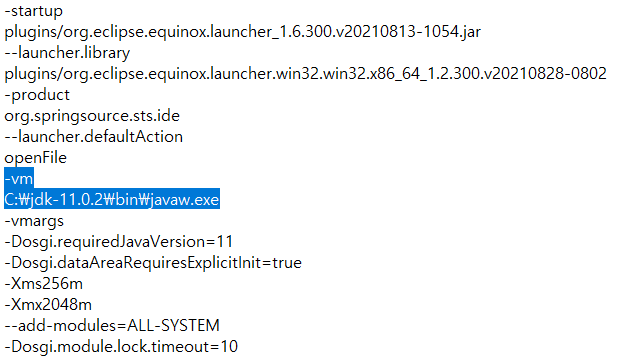 -startup
plugins/org.eclipse.equinox.launcher_1.6.300.v20210813-1054.jar
--launcher.library
plugins/org.eclipse.equinox.launcher.win32.win32.x86_64_1.2.300.v20210828-0802
-product
org.springsource.sts.ide
--launcher.defaultAction
openFile
-vm
C:₩jdk-11.0.2₩bin₩javaw.exe
-vmargs
-Dosgi.requiredJavaVersion=11
-Dosgi.dataAreaRequiresExplicitInit=true
-Xms256m
-Xmx2048m
--add-modules=ALL-SYSTEM
-Dosgi.module.lock.timeout=10